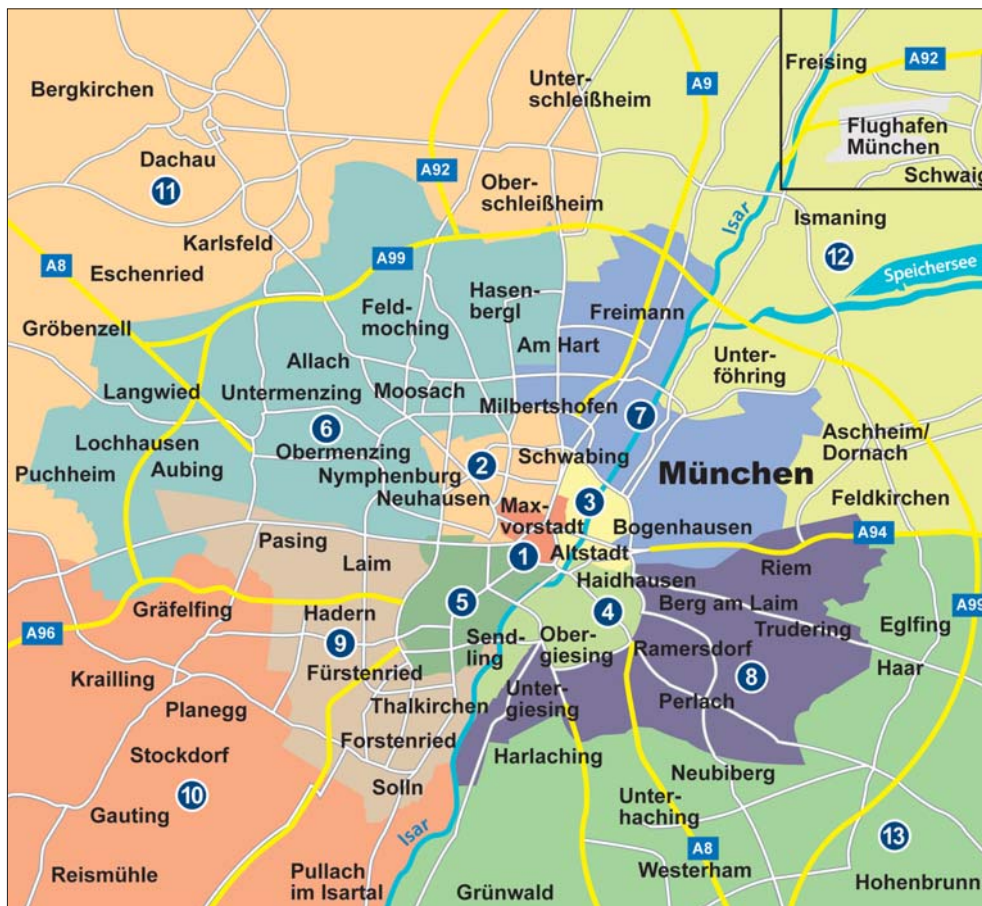 Freising
A92
Flughafen
München
Schwaig
Bergkirchen
Unter-
schleißheim
A9
Dachau
11
A92
Ober-
schleißheim
Isar
Ismaning
12
Karlsfeld
A8
Eschenried
A99
Speichersee
Gröbenzell
Feld-
moching
Hasen-
bergl
Freimann
Allach
Am Hart
Unter-
föhring
Langwied
Untermenzing
Moosach
Milbertshofen
7
6
Lochhausen
Obermenzing
Aschheim/
Dornach
Puchheim
Aubing
Nymphenburg
2
Schwabing
München
Neuhausen
3
Feldkirchen
Max-
vorstadt
Bogenhausen
A94
Pasing
Laim
1
Altstadt
Riem
Haidhausen
Gräfelfing
Hadern
5
4
Berg am Laim
A99
A96
9
Send-
ling
Ober-
giesing
Ramersdorf
Trudering
Eglfing
Krailling
Fürstenried
8
Haar
Planegg
Thalkirchen
Unter-
giesing
Perlach
Stockdorf
Forstenried
Harlaching
Neubiberg
10
Solln
Gauting
Unter-
haching
Isar
13
Reismühle
Pullach
im Isartal
A8
Westerham
Grünwald
Hohenbrunn